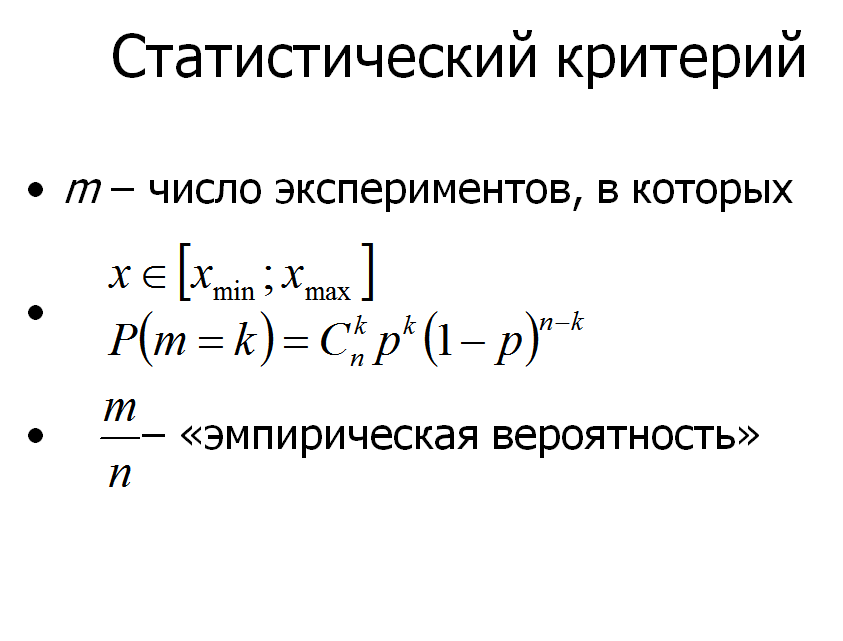 Статистический критерий
• m – число экспериментов, в которых
x ∈ [x_min ; x_max]
• P(m = k) = C_n^k p^k (1 − p)^{n−k}
• m/n – «эмпирическая вероятность»